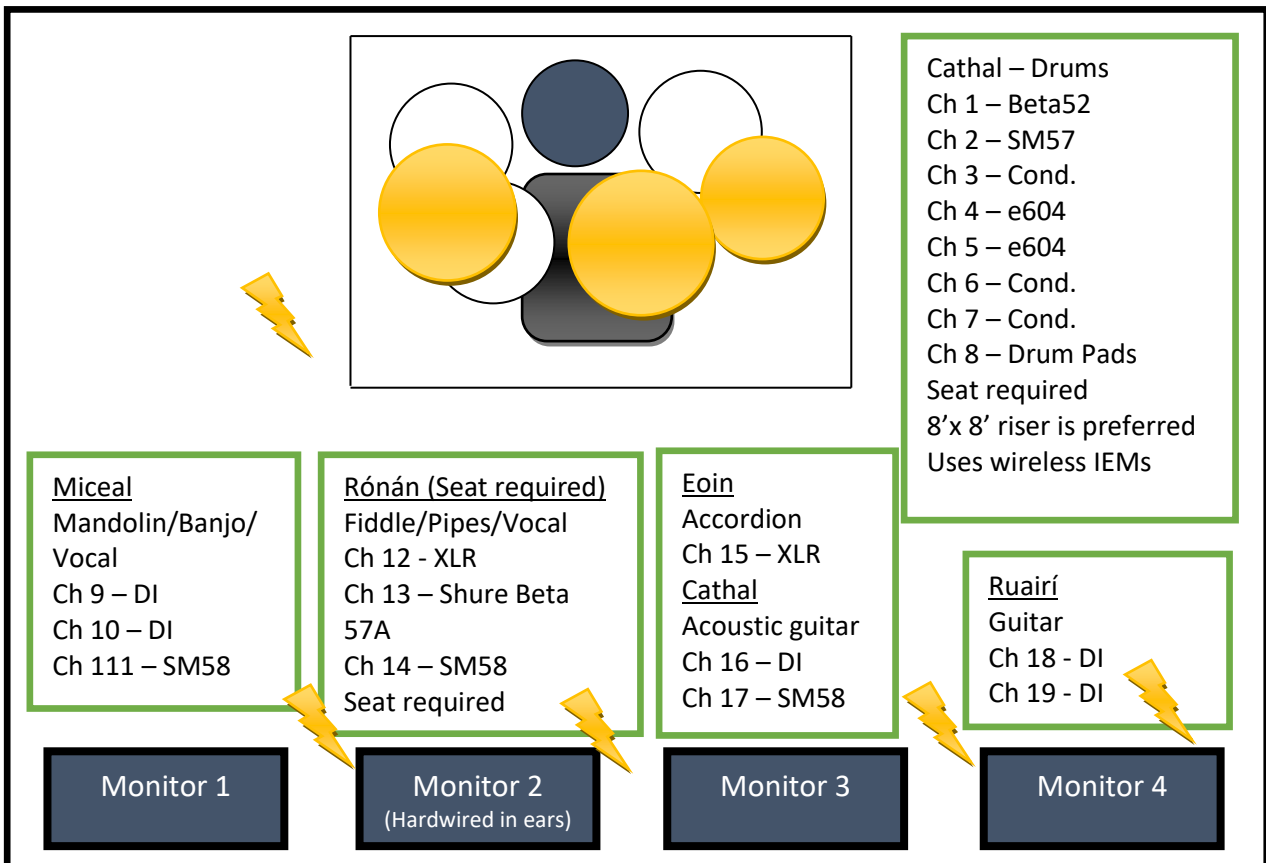 Cathal – Drums
Ch 1 – Beta52
Ch 2 – SM57
Ch 3 – Cond.
Ch 4 – e604
Ch 5 – e604
Ch 6 – Cond.
Ch 7 – Cond.
Ch 8 – Drum Pads
Seat required
8’x 8’ riser is preferred
Uses wireless IEMs
Miceal
Mandolin/Banjo/
Vocal
Ch 9 – DI
Ch 10 – DI
Ch 111 – SM58
Rónán (Seat required)
Fiddle/Pipes/Vocal
Ch 12 - XLR
Ch 13 – Shure Beta
57A
Ch 14 – SM58
Seat required
Eoin
Accordion
Ch 15 – XLR
Cathal
Acoustic guitar
Ch 16 – DI
Ch 17 – SM58
Ruairí
Guitar
Ch 18 - DI
Ch 19 - DI
Monitor 1
Monitor 2
(Hardwired in ears)
Monitor 3
Monitor 4